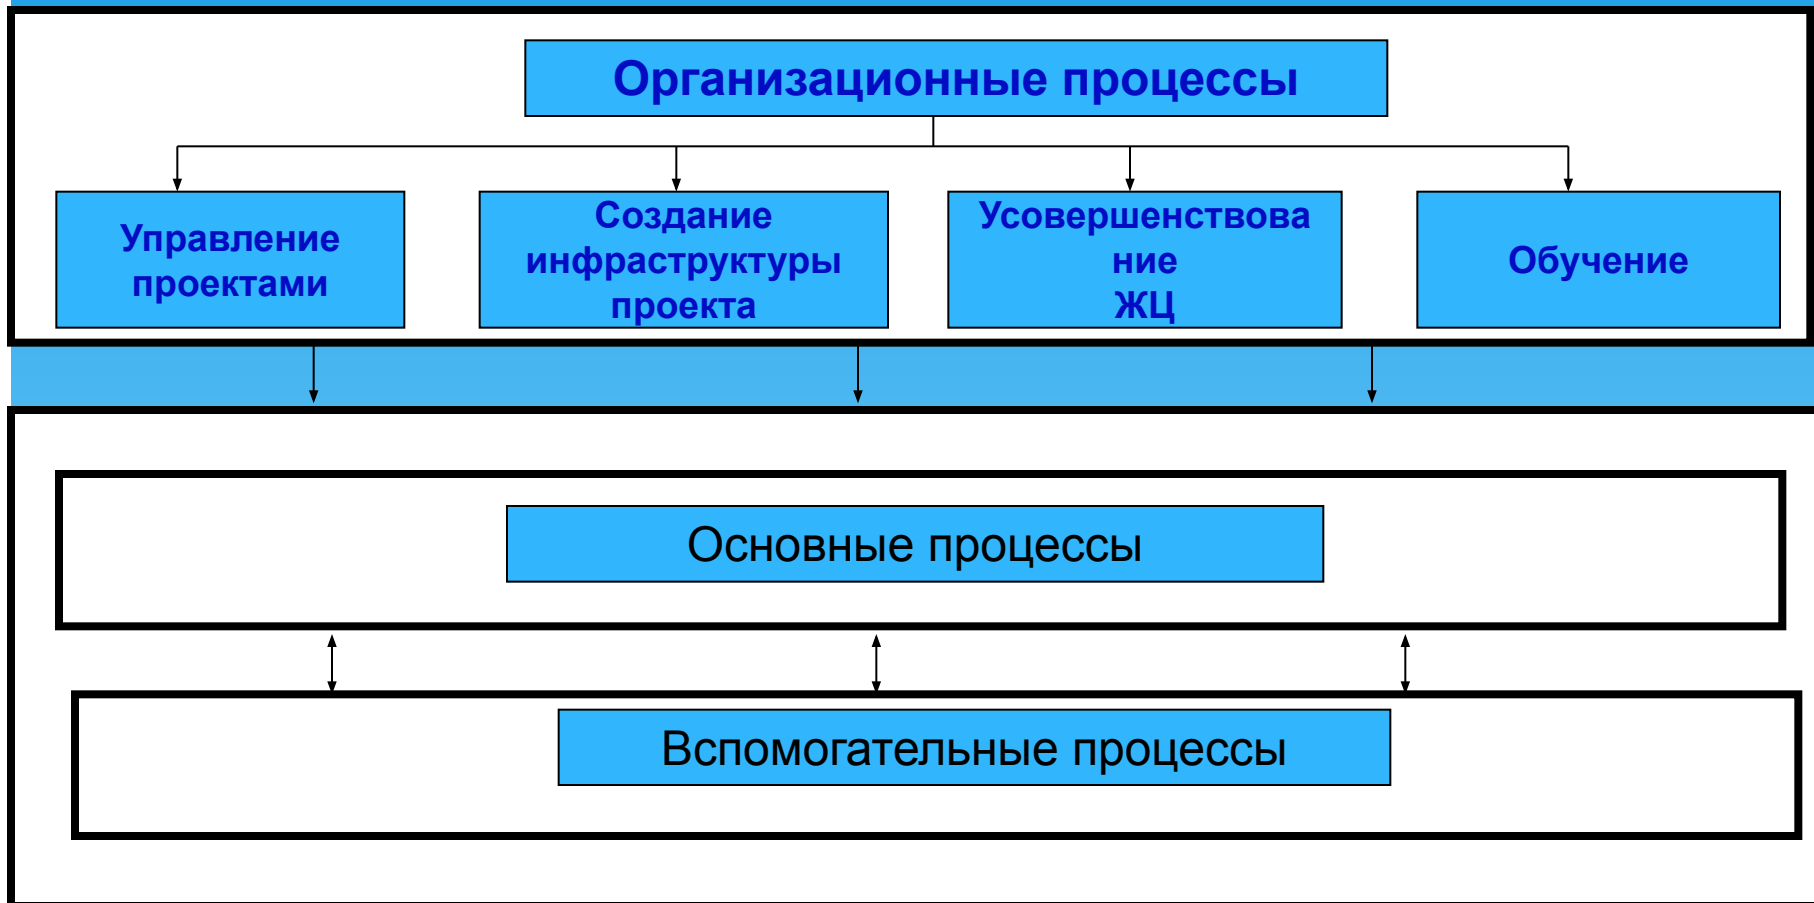 Организационные процессы
Управление
проектами
Создание
инфраструктуры
проекта
Усовершенствова
ние
ЖЦ
Обучение
Основные процессы
Вспомогательные процессы